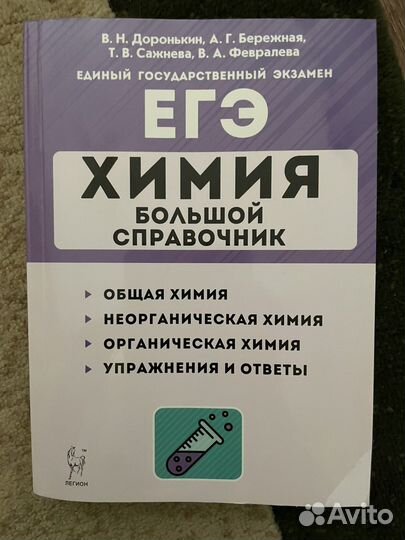 В. Н. Доронькин, А. Г. Бережная,
Т. В. Сажнева, В. А. Февралева
ЕДИНЫЙ ГОСУДАРСТВЕННЫЙ ЭКЗАМЕН
ЕГЭ
ХИМИЯ
БОЛЬШОЙ
СПРАВОЧНИК
ОБЩАЯ ХИМИЯ
НЕОРГАНИЧЕСКАЯ ХИМИЯ
ОРГАНИЧЕСКАЯ ХИМИЯ
УПРАЖНЕНИЯ И ОТВЕТЫ
TM
ЛЕГИОН
Avito